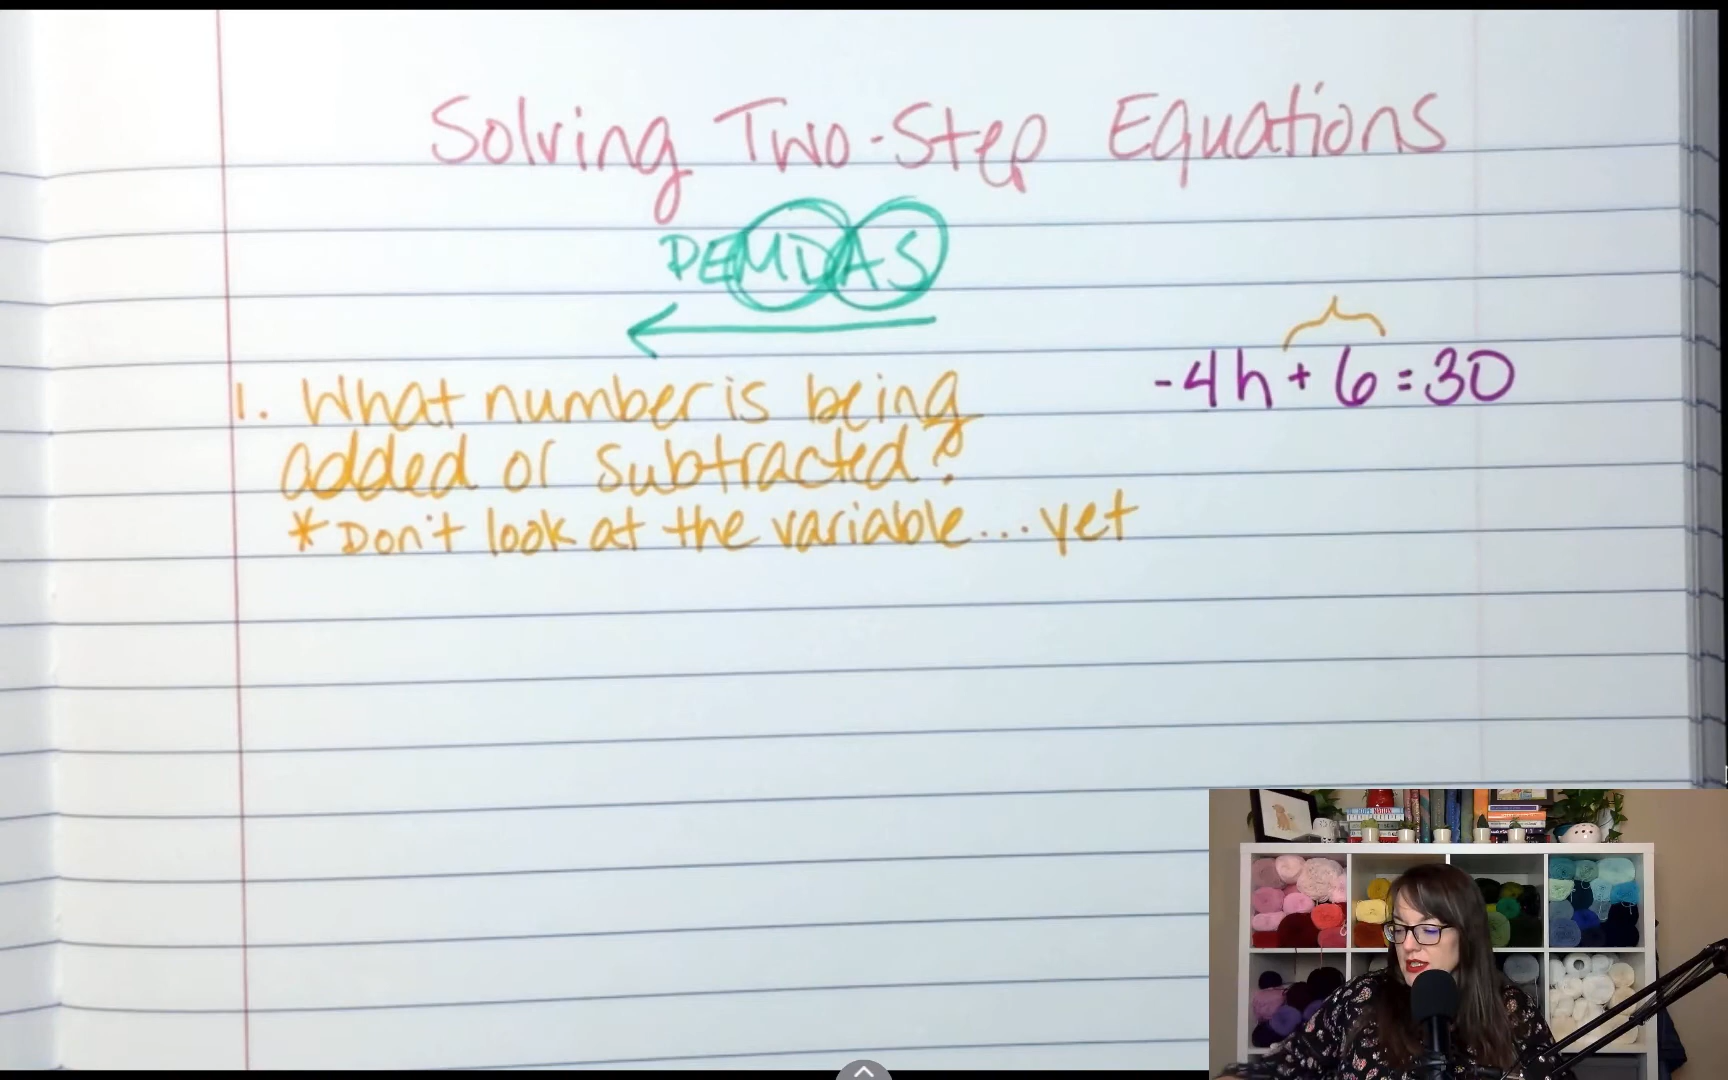 Solving Two-Step Equations
PEMDAS
-4h + 6 = 30
1. What number is being
added or subtracted?
*Don't look at the variable... yet